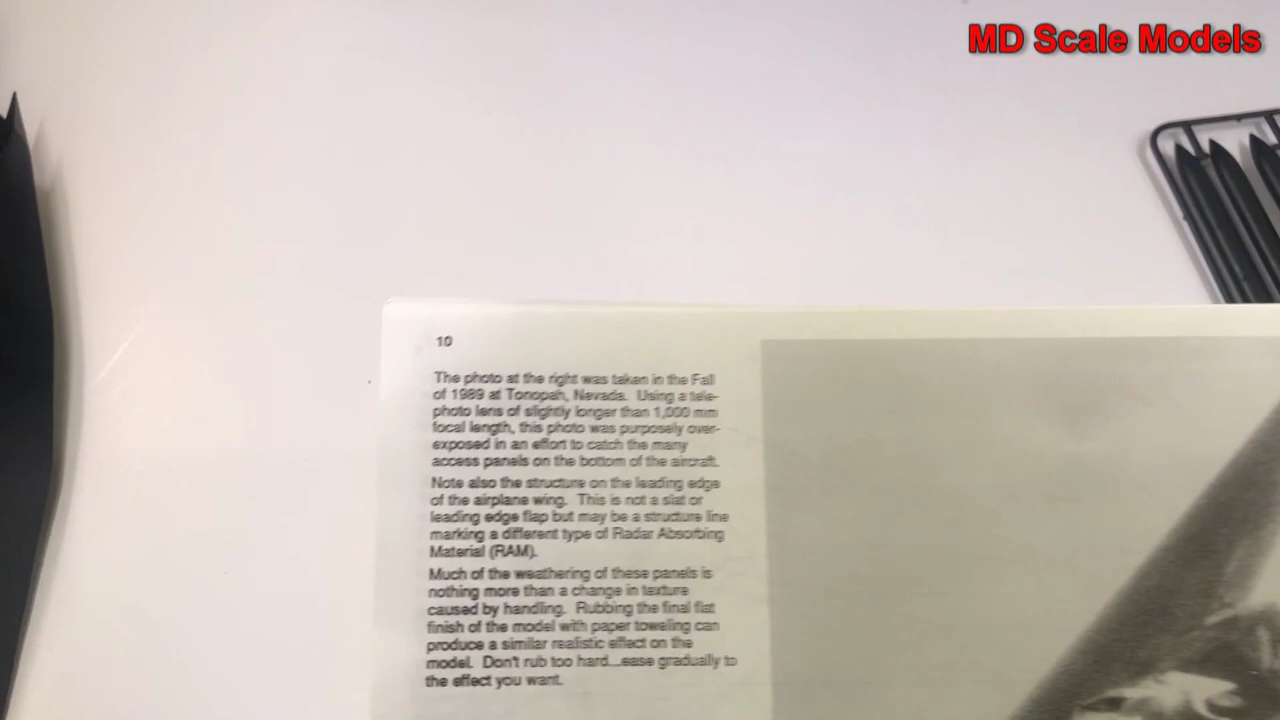 MD Scale Models
10
The photo at the right was taken in the Fall
of 1989 at Tonopah, Nevada. Using a tele-
photo lens of slightly longer than 1,000 mm
focal length, this photo was purposely over-
exposed in an effort to catch the many
access panels on the bottom of the aircraft.
Note also the structure on the leading edge
of the airplane wing. This is not a slat or
leading edge flap but may be a structure line
marking a different type of Radar Absorbing
Material (RAM).
Much of the weathering of these panels is
nothing more than a change in texture
caused by handling. Rubbing the final flat
finish of the model with paper toweling can
produce a similar realistic effect on the
model. Don't rub too hard...ease gradually to
the effect you want.